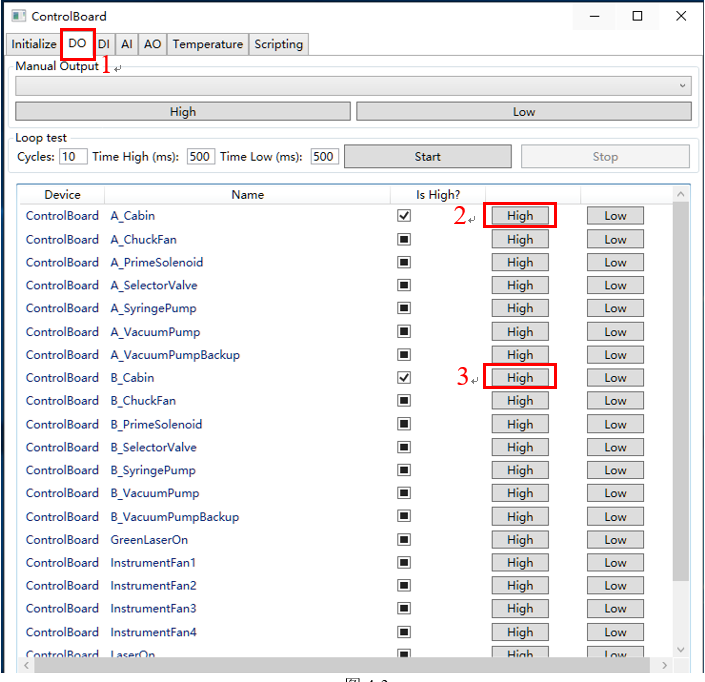 ControlBoard
Initialize DO DI AI AO Temperature Scripting
1
Manual Output
High Low
Loop test
Cycles: 10 Time High (ms): 500 Time Low (ms): 500 Start Stop
Device Name Is High?
ControlBoard A_Cabin 2 High Low
ControlBoard A_ChuckFan High Low
ControlBoard A_PrimeSolenoid High Low
ControlBoard A_SelectorValve High Low
ControlBoard A_SyringePump High Low
ControlBoard A_VacuumPump High Low
ControlBoard A_VacuumPumpBackup High Low
ControlBoard B_Cabin 3 High Low
ControlBoard B_ChuckFan High Low
ControlBoard B_PrimeSolenoid High Low
ControlBoard B_SelectorValve High Low
ControlBoard B_SyringePump High Low
ControlBoard B_VacuumPump High Low
ControlBoard B_VacuumPumpBackup High Low
ControlBoard GreenLaserOn High Low
ControlBoard InstrumentFan1 High Low
ControlBoard InstrumentFan2 High Low
ControlBoard InstrumentFan3 High Low
ControlBoard InstrumentFan4 High Low
ControlBoard LaserOn High Low